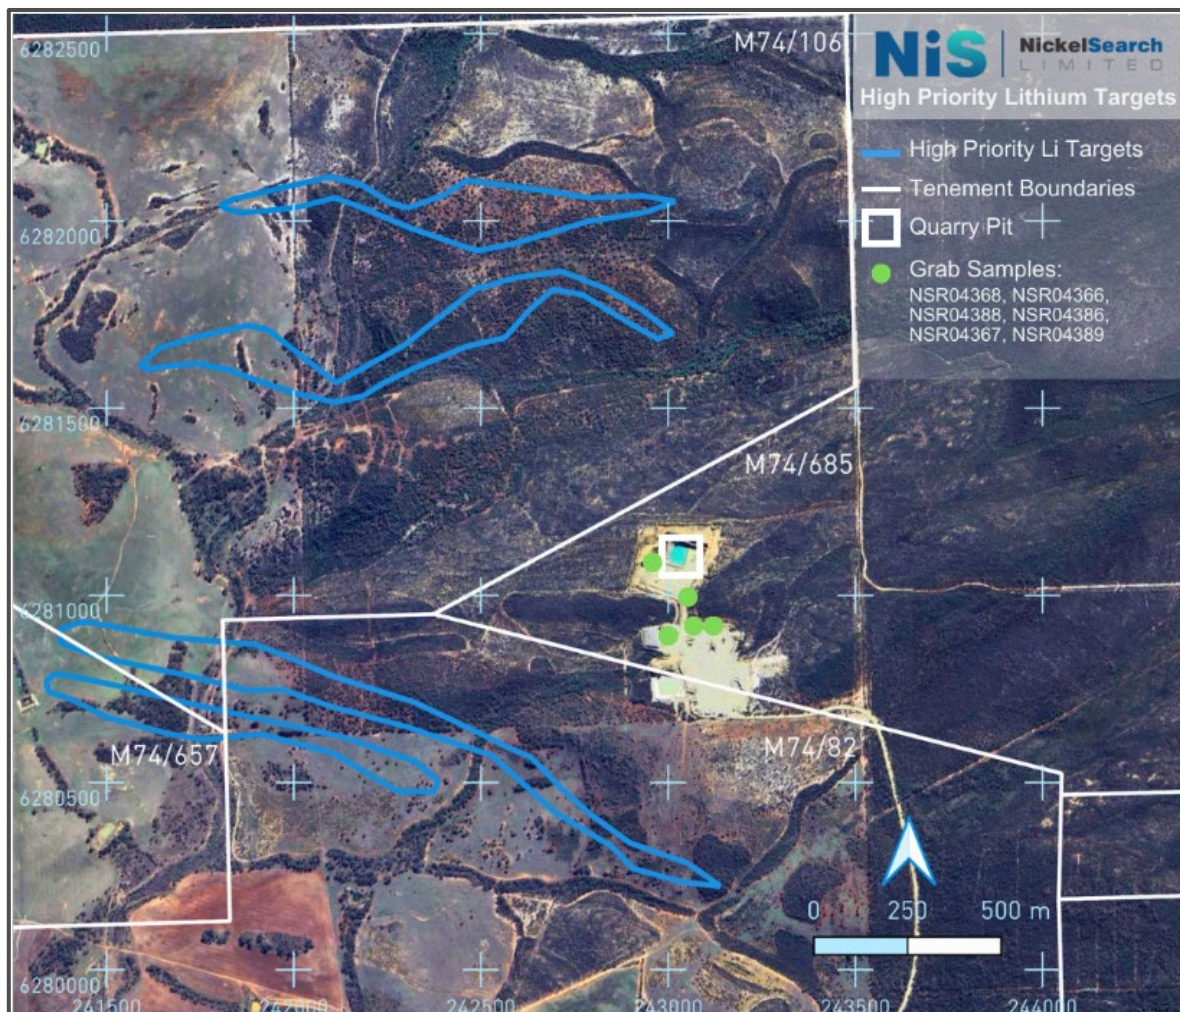 6282500
M74/106
NiS
NickelSearch
LIMITED
High Priority Lithium Targets
High Priority Li Targets
Tenement Boundaries
Quarry Pit
Grab Samples:
NSR04368, NSR04366,
NSR04388, NSR04386,
NSR04367, NSR04389
6282000
6281500
M74/685
6281000
M74/657
M74/82
6280500
0 250 500 m
6280000
241500 242000 242500 243000 243500 244000